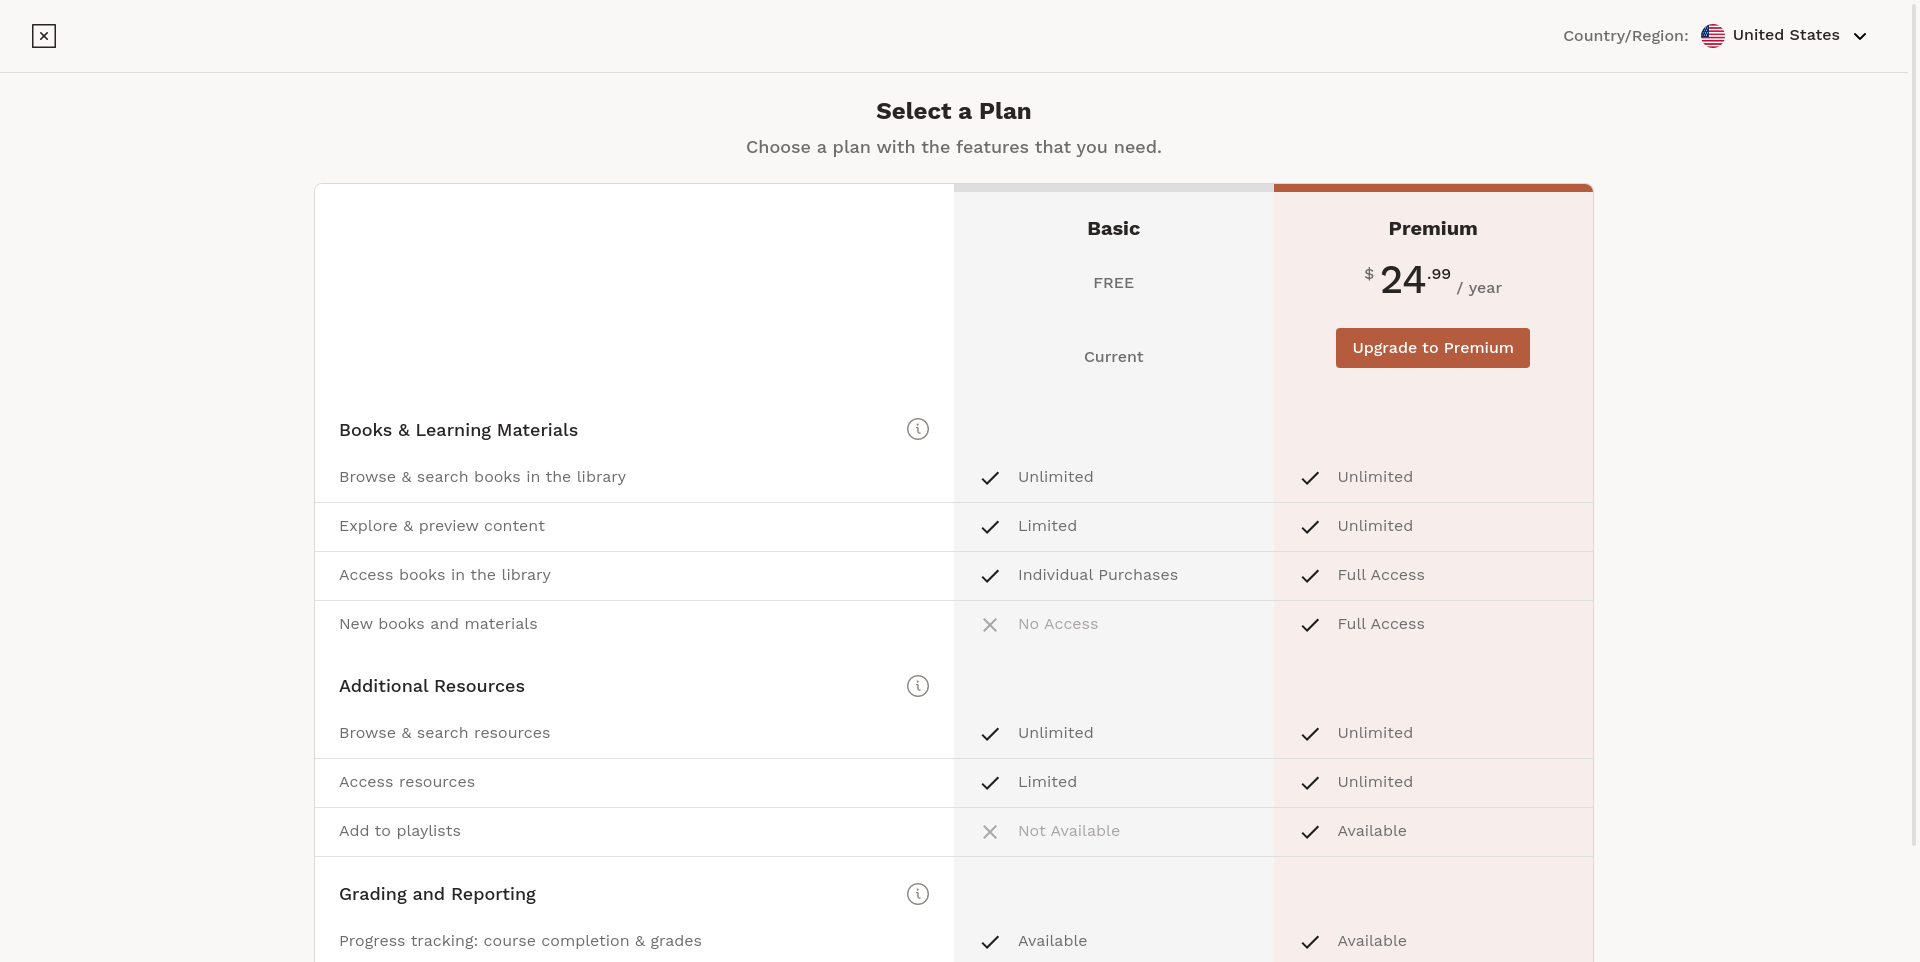 Country/Region: United States
Select a Plan
Choose a plan with the features that you need.
Basic Premium
FREE $ 24.99 / year
Current Upgrade to Premium
Books & Learning Materials
Browse & search books in the library Unlimited Unlimited
Explore & preview content Limited Unlimited
Access books in the library Individual Purchases Full Access
New books and materials No Access Full Access
Additional Resources
Browse & search resources Unlimited Unlimited
Access resources Limited Unlimited
Add to playlists Not Available Available
Grading and Reporting
Progress tracking: course completion & grades Available Available